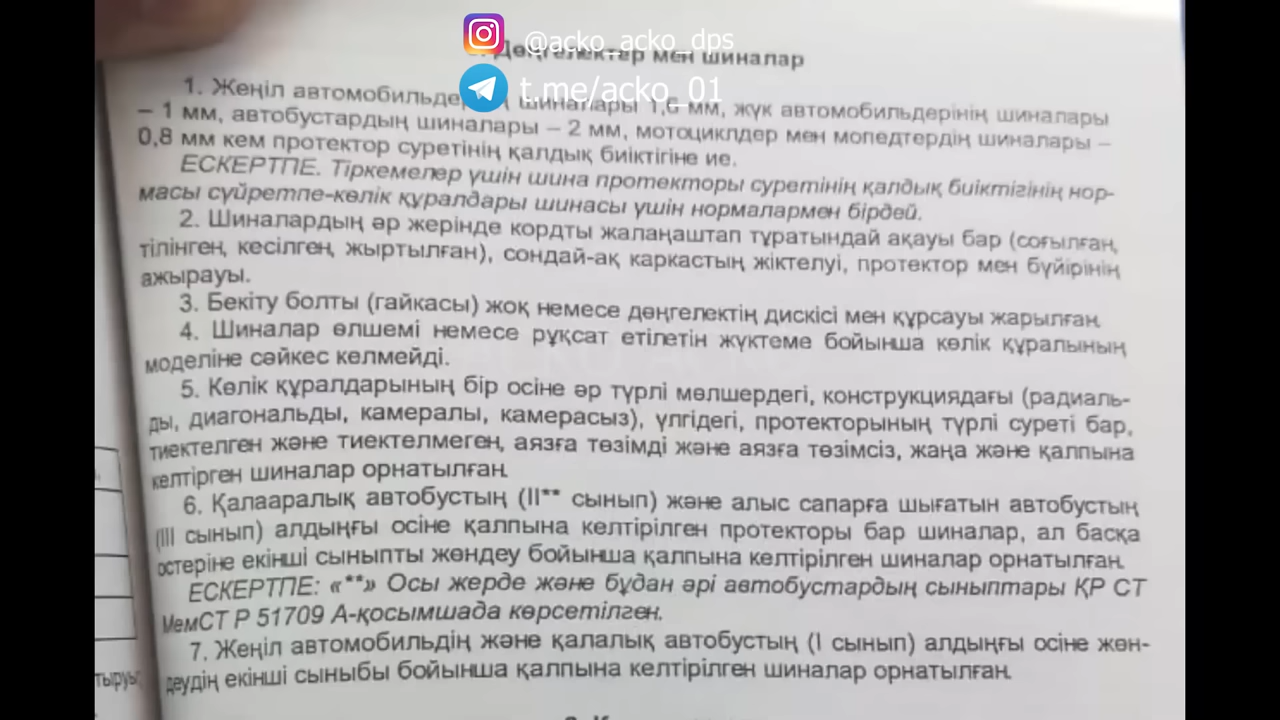 @acko_acko_dps
Дөңгелектер мен шиналар
t.me/acko_01
1. Жеңіл автомобильдерінің шиналары 1,6 мм, жүк автомобильдерінің шиналары
– 1 мм, автобустардың шиналары – 2 мм, мотоциклдер мен мопедтердің шиналары –
0,8 мм кем протектор суретінің қалдық биіктігіне ие.
ЕСКЕРТПЕ. Тіркемелер үшін шина протекторы суретінің қалдық биіктігінің нор-
масы сүйретпе-көлік құралдары шинасы үшін нормалармен бірдей.
2. Шиналардың әр жерінде кордты жалаңаштап тұратындай ақауы бар (соғылған,
тілінген, кесілген, жыртылған), сондай-ақ каркастың жіктелуі, протектор мен бүйірінің
ажырауы.
3. Бекіту болты (гайкасы) жоқ немесе дөңгелектің дискісі мен құрсауы жарылған.
4. Шиналар өлшемі немесе рұқсат етілетін жүктеме бойынша көлік құралының
моделіне сәйкес келмейді.
5. Көлік құралдарының бір осіне әр түрлі мөлшердегі, конструкциядағы (радиаль-
ды, диагональды, камералы, камерасыз), үлгідегі, протекторының түрлі суреті бар,
тиектелген және тиектелмеген, аязға төзімді және аязға төзімсіз, жаңа және қалпына
келтірген шиналар орнатылған.
6. Қалааралық автобустың (II** сынып) және алыс сапарға шығатын автобустың
(III сынып) алдыңғы осіне қалпына келтірілген протекторы бар шиналар, ал басқа
остеріне екінші сыныпты жөндеу бойынша қалпына келтірілген шиналар орнатылған.
ЕСКЕРТПЕ: «**» Осы жерде және бұдан әрі автобустардың сыныптары ҚР СТ
МемСТ Р 51709 А-қосымшада көрсетілген.
7. Жеңіл автомобильдің және қалалық автобустың (I сынып) алдыңғы осіне жөн-
деудің екінші сыныбы бойынша қалпына келтірілген шиналар орнатылған.
тыруы;